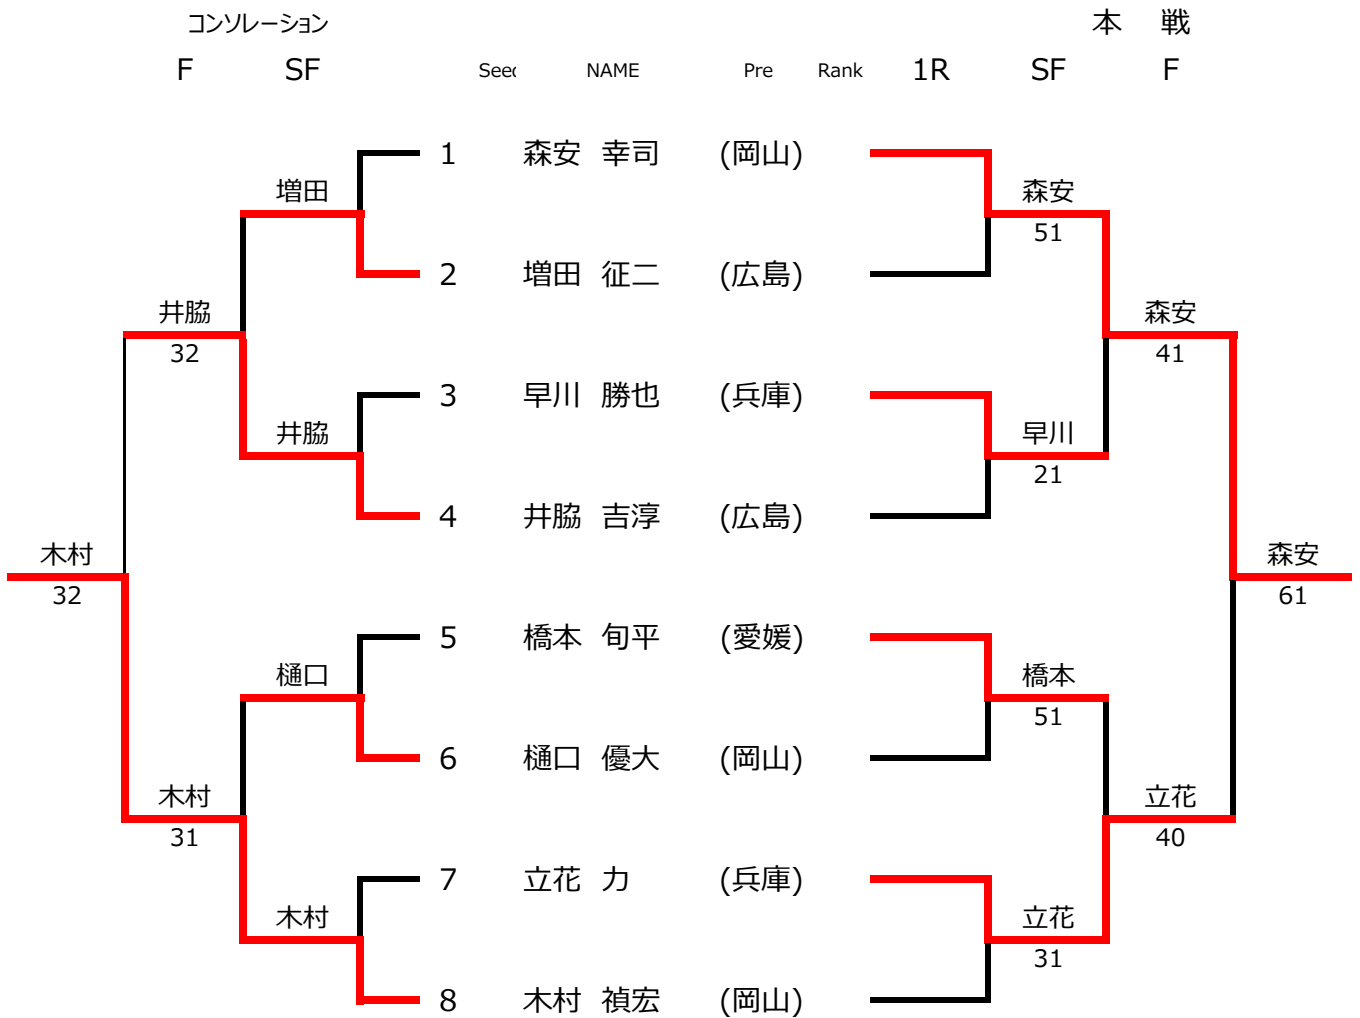 コンソレーション 本 戦
F SF Seed NAME Pre Rank 1R SF F
1 森安 幸司 (岡山)
増田 森安
51
2 増田 征二 (広島)
井脇 森安
32 41
3 早川 勝也 (兵庫)
井脇 早川
21
4 井脇 吉淳 (広島)
木村 森安
32 61
5 橋本 旬平 (愛媛)
樋口 橋本
51
6 樋口 優大 (岡山)
木村 立花
31 40
7 立花 力 (兵庫)
木村 立花
31
8 木村 禎宏 (岡山)